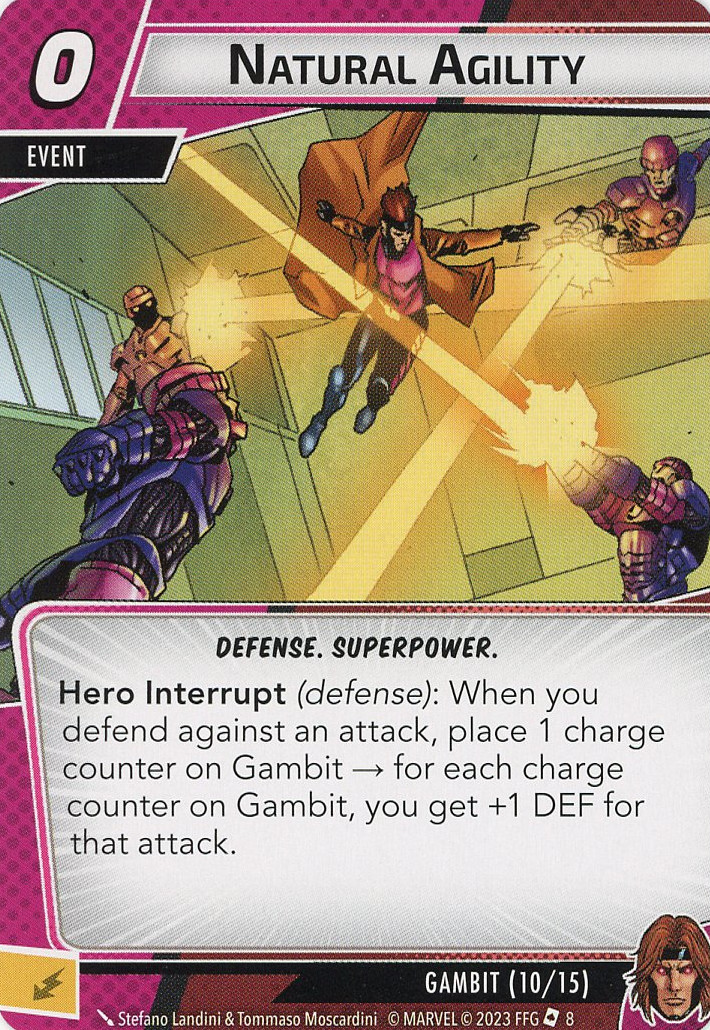 0
NATURAL AGILITY
EVENT
DEFENSE. SUPERPOWER.
Hero Interrupt (defense): When you
defend against an attack, place 1 charge
counter on Gambit → for each charge
counter on Gambit, you get +1 DEF for
that attack.
GAMBIT (10/15)
Stefano Landini & Tommaso Moscardini © MARVEL © 2023 FFG 8